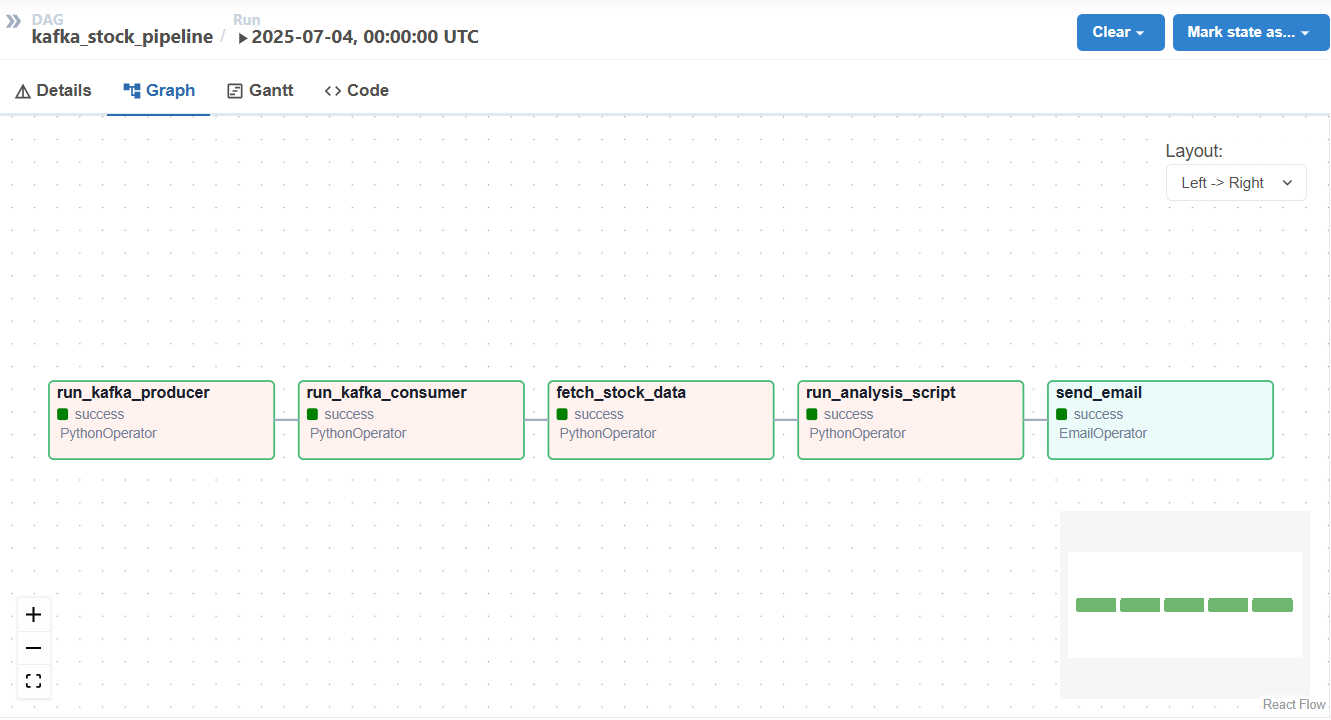 DAG
kafka_stock_pipeline
/
Run
2025-07-04, 00:00:00 UTC
Clear
Mark state as...
Details
Graph
Gantt
Code
Layout:
Left -> Right
run_kafka_producer
success
PythonOperator
run_kafka_consumer
success
PythonOperator
fetch_stock_data
success
PythonOperator
run_analysis_script
success
PythonOperator
send_email
success
EmailOperator
React Flow